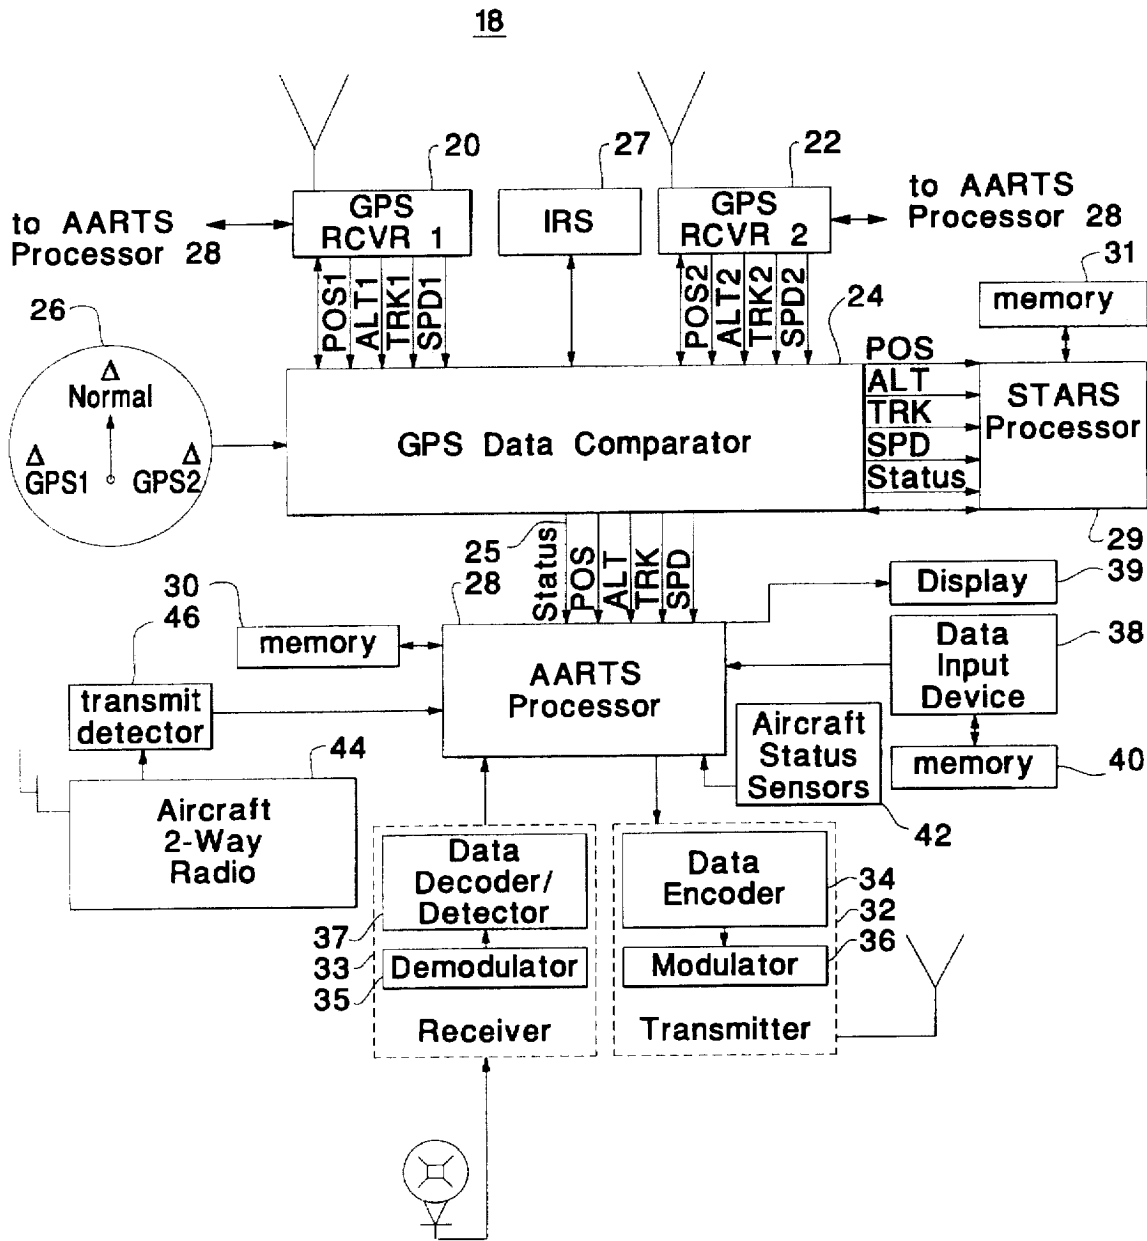 18
20
27
22
to AARTS
Processor 28
GPS
RCVR 1
IRS
GPS
RCVR 2
to AARTS
Processor 28
31
memory
26
POS1
ALT1
TRK1
SPD1
POS2
ALT2
TRK2
SPD2
24
Δ
Normal
Δ
GPS1
Δ
GPS2
GPS Data Comparator
POS
ALT
TRK
SPD
Status
STARS
Processor
29
25
28
Status
POS
ALT
TRK
SPD
30
memory
46
transmit
detector
AARTS
Processor
Display
39
Data
Input
Device
38
memory
40
Aircraft
Status
Sensors
42
44
Aircraft
2-Way
Radio
Data
Decoder/
Detector
37
33
Demodulator
35
Receiver
Data
Encoder
34
32
36
Modulator
Transmitter